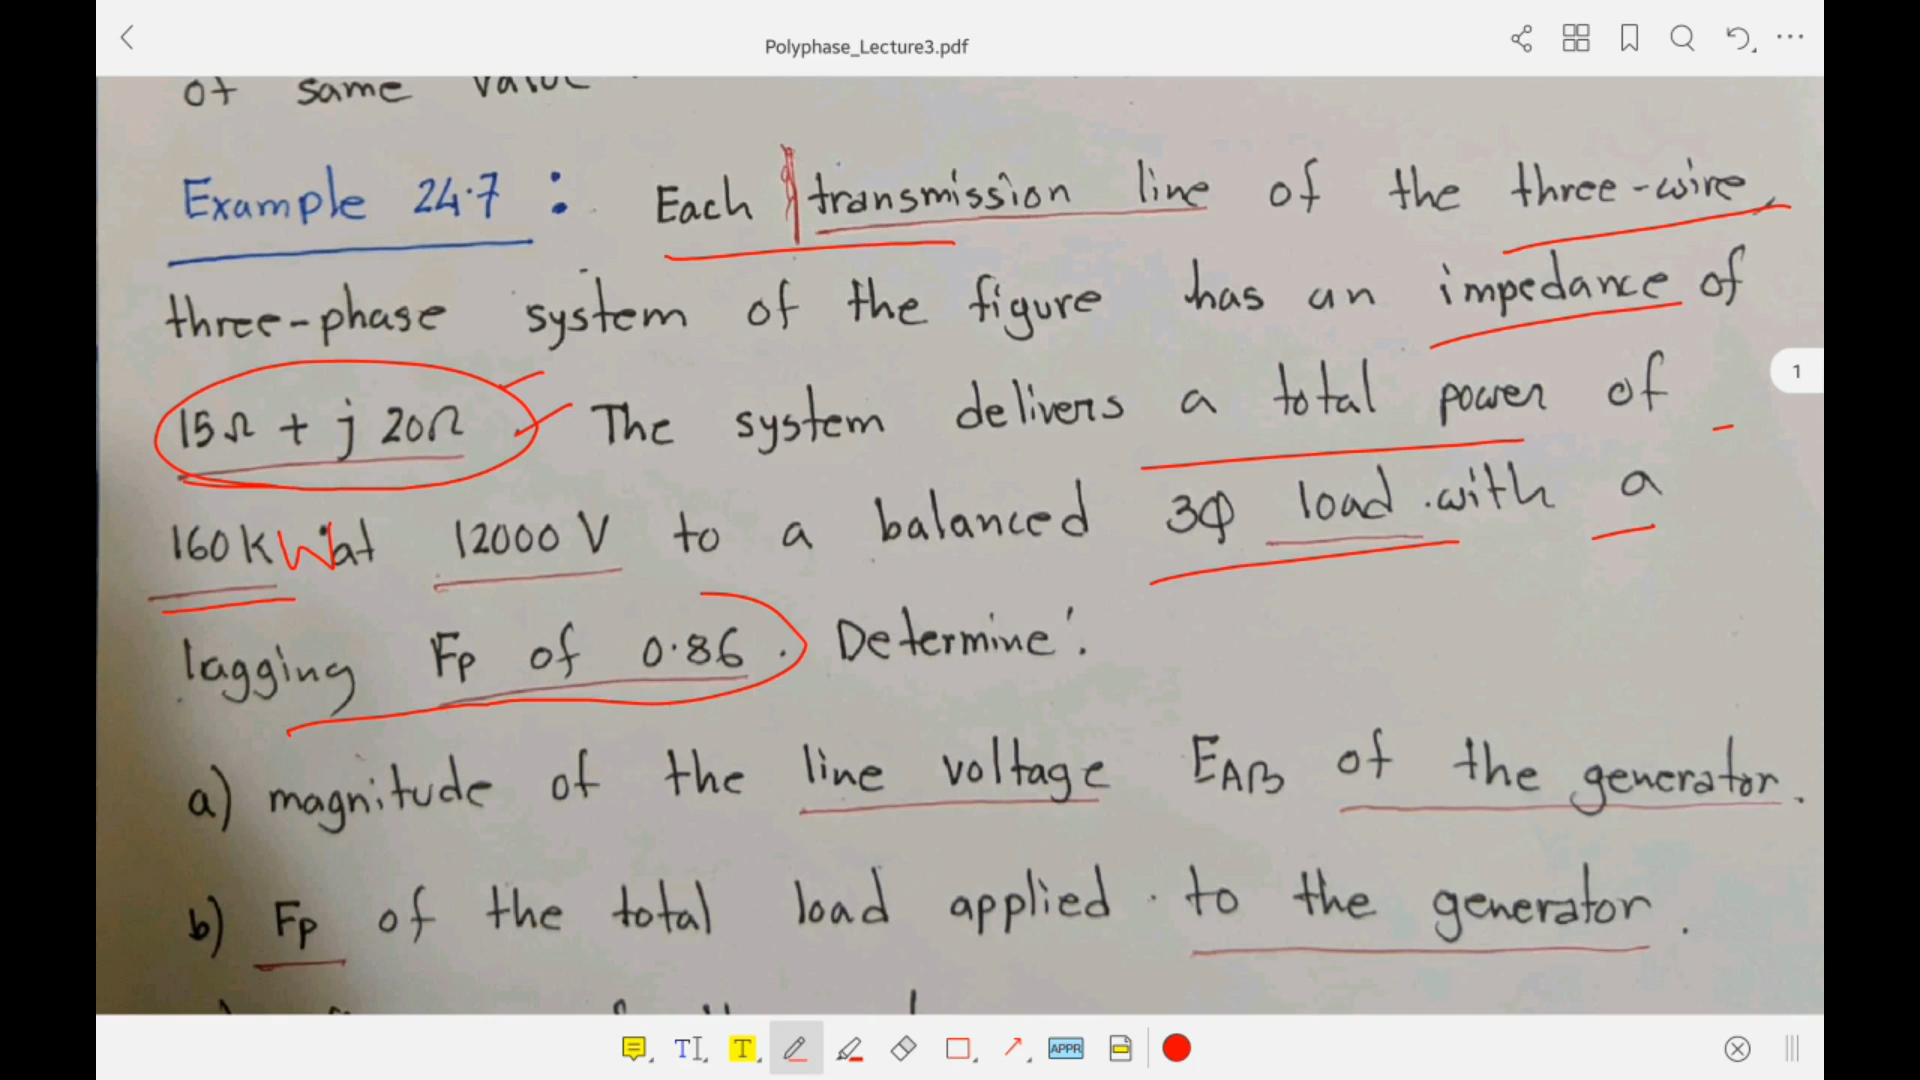 Polyphase_Lecture3.pdf
of same value
Example 24.7 : Each transmission line of the three-wire,
three-phase system of the figure has an impedance of
15Ω + j 20Ω. The system delivers a total power of
160 kW at 12000 V to a balanced 3Φ load with a
lagging Fp of 0.86. Determine:
a) magnitude of the line voltage EAB of the generator.
b) Fp of the total load applied to the generator.
1
T
T
APPR